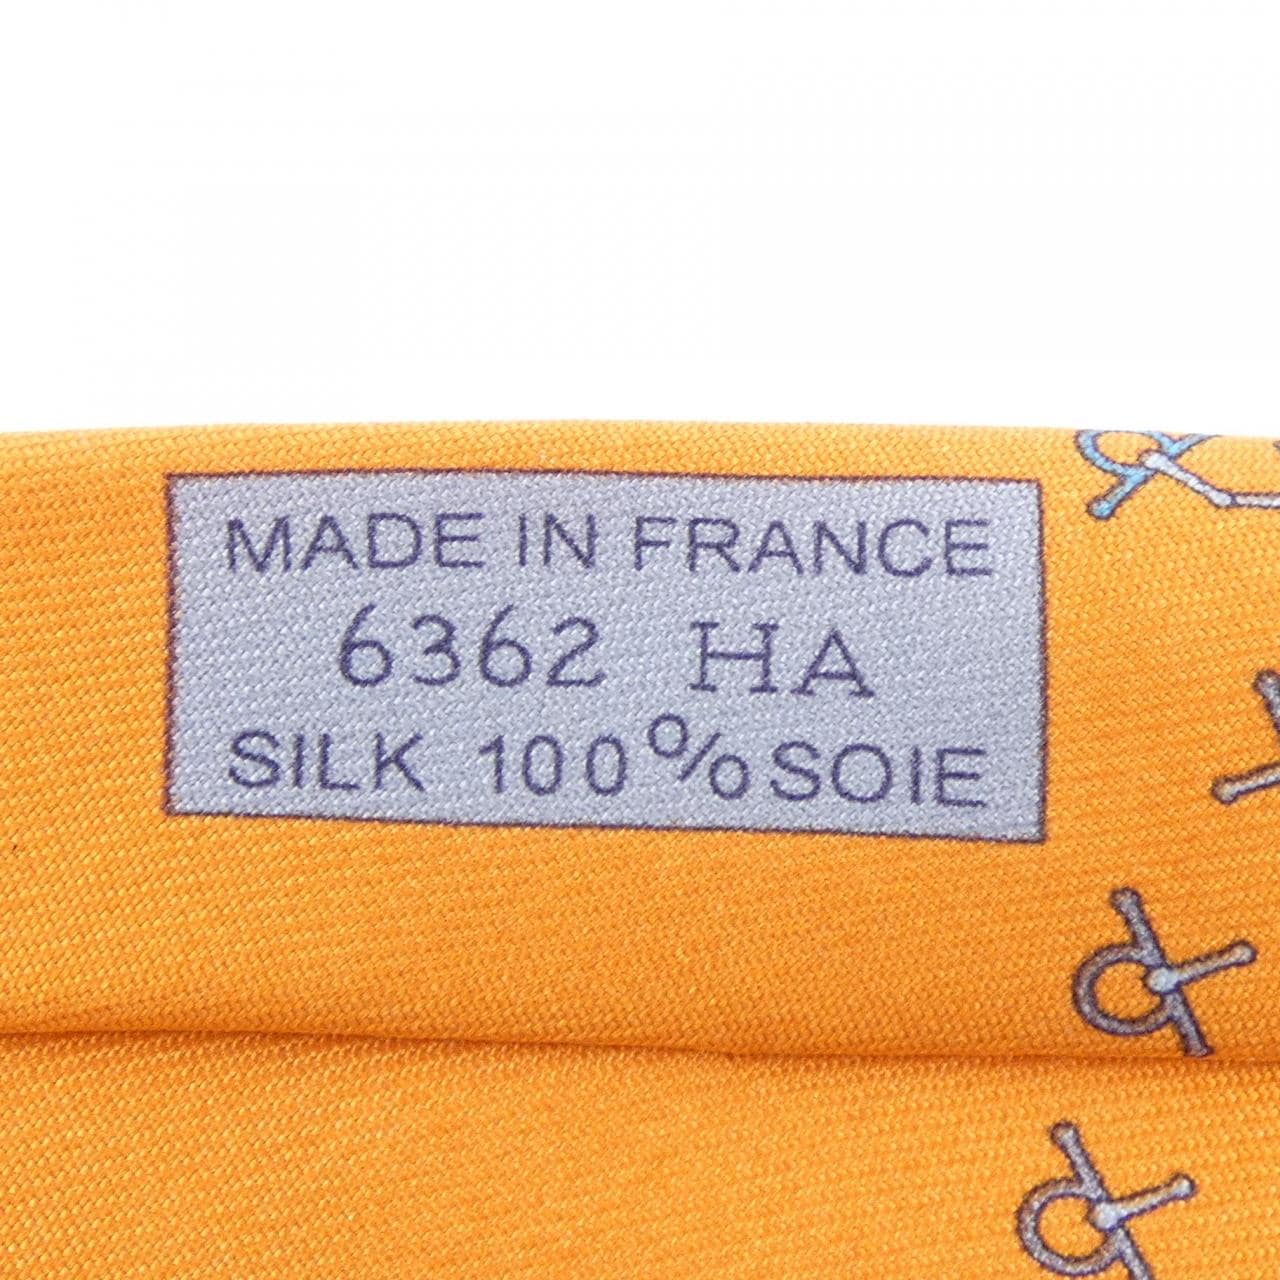 MADE IN FRANCE
6362 HA
SILK 100% SOIE